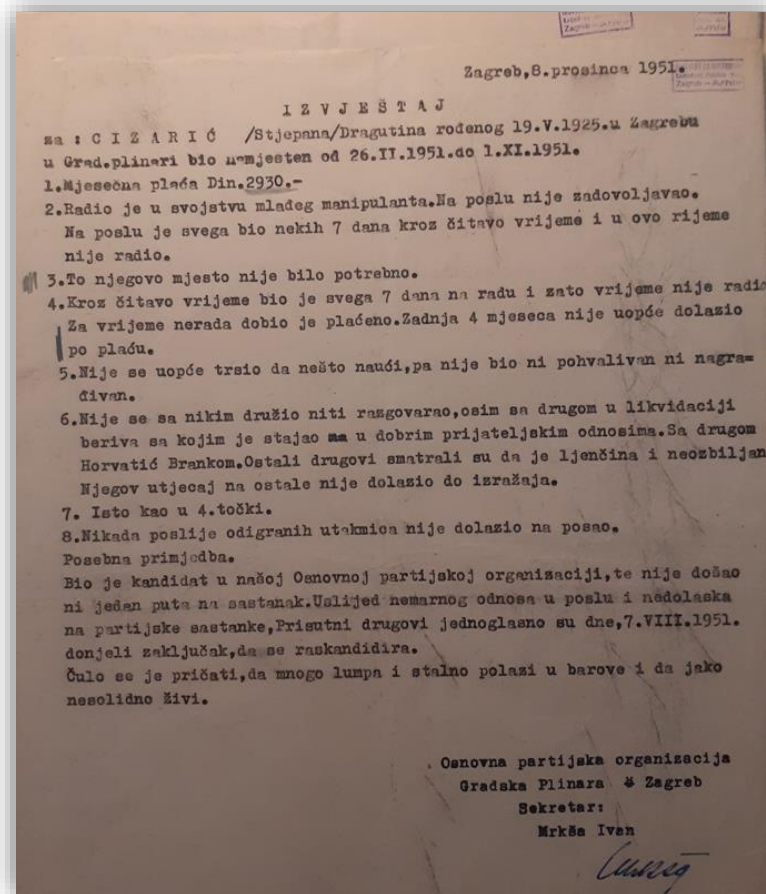 Zagreb,8.prosinca 1951.
I Z V J E Š T A J
za : C I Z A R I Ć /Stjepana/Dragutina rođenog 19.V.1925.u Zagrebu
u Grad.plinari bio namjesten od 26.II.1951.do 1.XI.1951.
1.Mjesečna plaća Din.2930.-
2.Radio je u svojstvu mlađeg manipulanta.Na poslu nije zadovoljavao.
Na poslu je svega bio nekih 7 dana kroz čitavo vrijeme i u ovo rijeme
nije radio.
3.To njegovo mjesto nije bilo potrebno.
4.Kroz čitavo vrijeme bio je svega 7 dana na radu i zato vrijeme nije radio
Za vrijeme nerada dobio je plaćeno.Zadnja 4 mjeseca nije uopće dolazio
po plaću.
5.Nije se uopće trsio da nešto nauči,pa nije bio ni pohvalivan ni nagra=
đivan.
6.Nije se sa nikim družio niti razgovarao,osim sa drugom u likvidaciji
beriva sa kojim je stajao u dobrim prijateljskim odnosima.Sa drugom
Horvatić Brankom.Ostali drugovi smatrali su da je ljenčina i neozbiljan
Njegov utjecaj na ostale nije dolazio do izražaja.
7. Isto kao u 4.točki.
8.Nikada poslije odigranih utakmica nije dolazio na posao.
Posebna primjedba.
Bio je kandidat u našoj Osnovnoj partijskoj organizaciji,te nije došao
ni jedan puta na sastanak.Uslijed nemarnog odnosa u poslu i nedolaska
na partijske sastanke,Prisutni drugovi jednoglasno su dne,7.VIII.1951.
donjeli zaključak,da se raskandidira.
Čulo se je pričati,da mnogo lumpa i stalno polazi u barove i da jako
nesolidno živi.
Osnovna partijska organizacija
Gradska Plinara Zagreb
Sekretar:
Mrkša Ivan